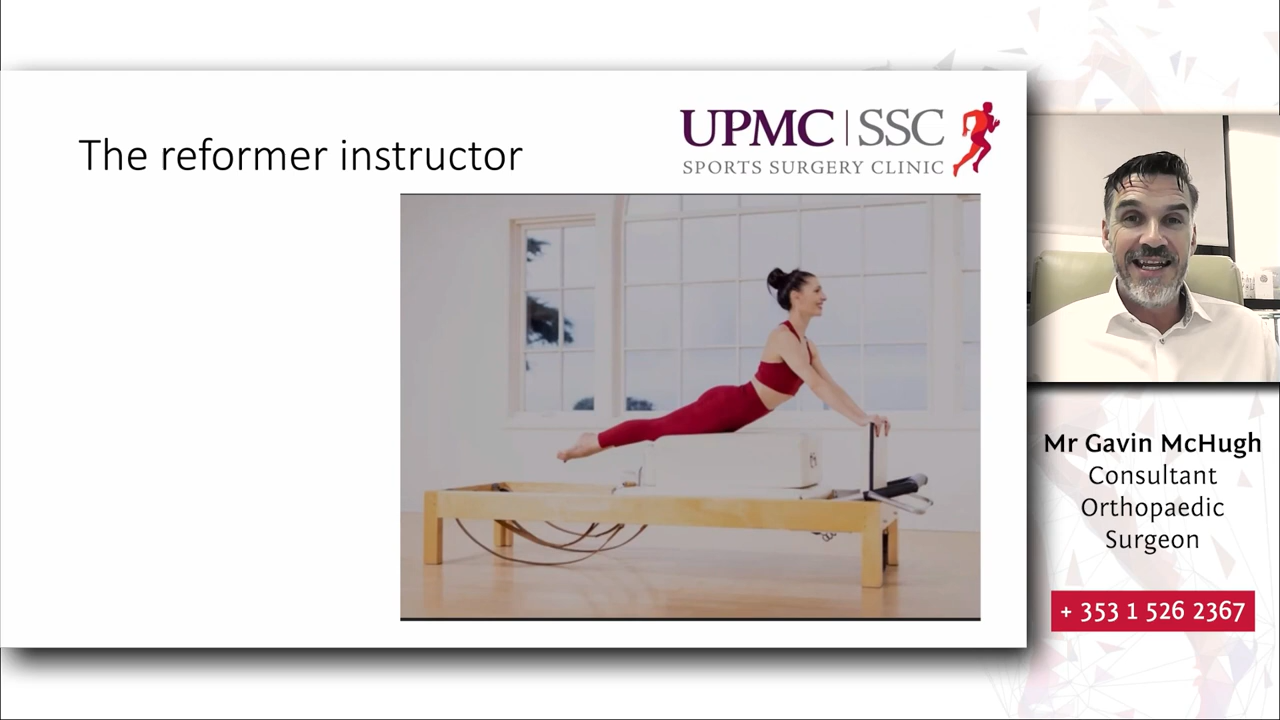 The reformer instructor
UPMC | SSC
SPORTS SURGERY CLINIC
Mr Gavin McHugh
Consultant
Orthopaedic
Surgeon
+ 353 1 526 2367